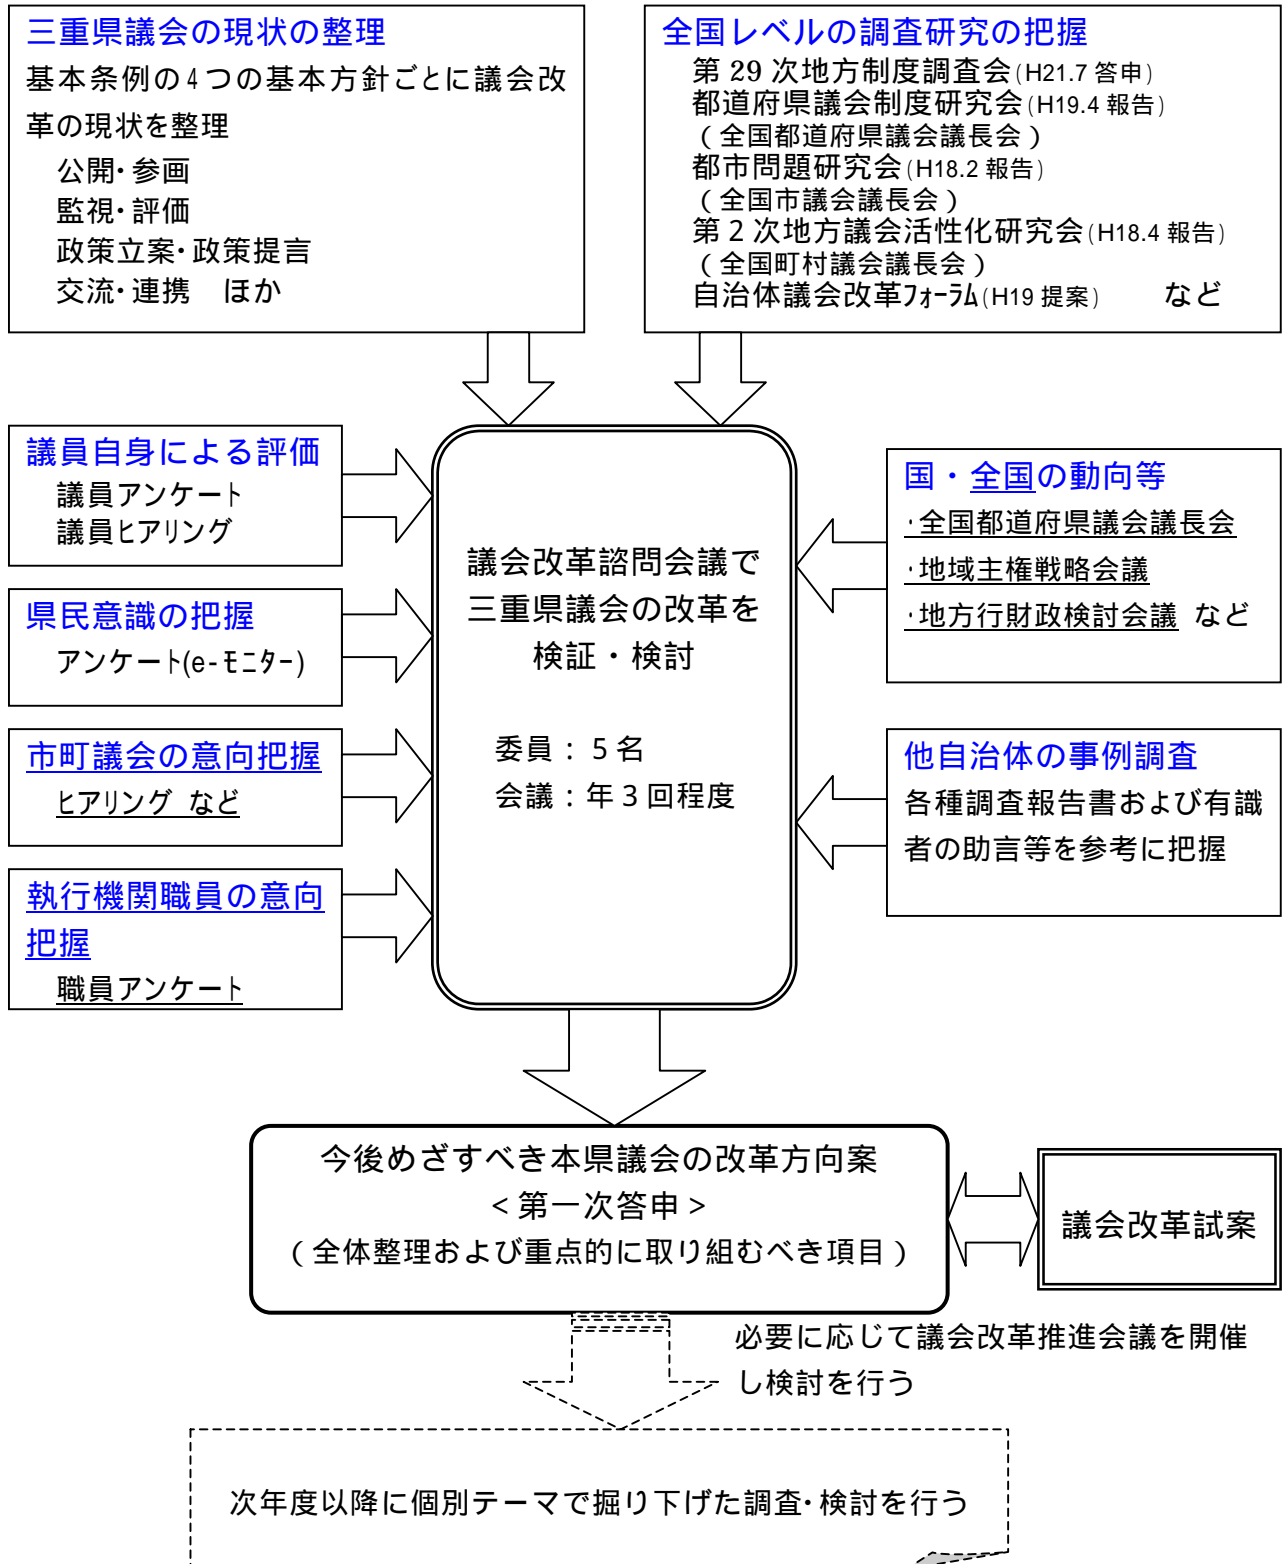 三重県議会の現状の整理
基本条例の4つの基本方針ごとに議会改
革の現状を整理
公開・参画
監視・評価
政策立案・政策提言
交流・連携　ほか
全国レベルの調査研究の把握
第 29 次地方制度調査会(H21.7 答申)
都道府県議会制度研究会(H19.4 報告)
（全国都道府県議会議長会）
都市問題研究会(H18.2 報告)
（全国市議会議長会）
第２次地方議会活性化研究会(H18.4 報告)
（全国町村議会議長会）
自治体議会改革ﾌｫｰﾗﾑ(H19 提案)　　など
議員自身による評価
議員アンケート
議員ヒアリング
県民意識の把握
アンケート(e-モニター)
市町議会の意向把握
ヒアリング など
執行機関職員の意向
把握
職員アンケート
議会改革諮問会議で
三重県議会の改革を
検証・検討
委員：５名
会議：年３回程度
国・全国の動向等
・全国都道府県議会議長会
・地域主権戦略会議
・地方行財政検討会議 など
他自治体の事例調査
各種調査報告書および有識
者の助言等を参考に把握
今後めざすべき本県議会の改革方向案
＜第一次答申＞
（全体整理および重点的に取り組むべき項目）
議会改革試案
必要に応じて議会改革推進会議を開催
し検討を行う
次年度以降に個別テーマで掘り下げた調査・検討を行う